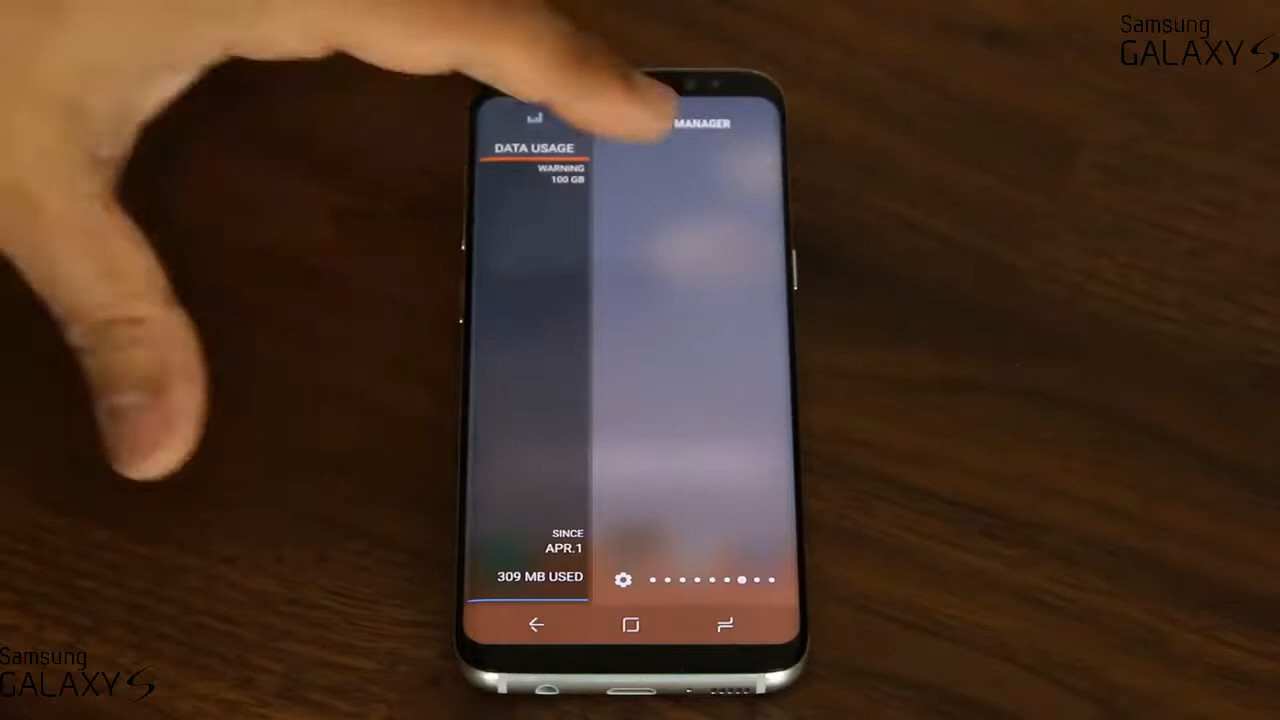 Samsung
GALAXY S
MANAGER
DATA USAGE
WARNING
100 GB
SINCE
APR.1
309 MB USED
Samsung
GALAXY S